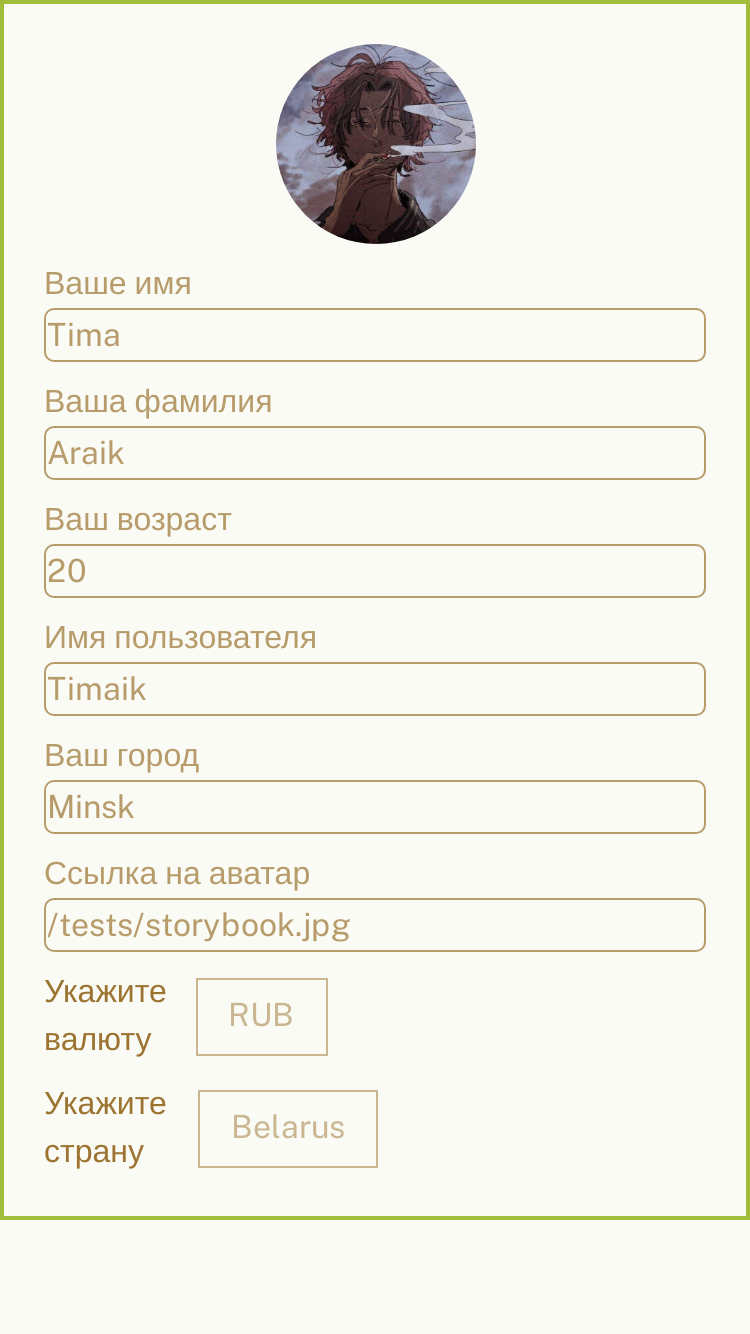 Ваше имя
Tima
Ваша фамилия
Araik
Ваш возраст
20
Имя пользователя
Timaik
Ваш город
Minsk
Ссылка на аватар
/tests/storybook.jpg
Укажите
валюту
RUB
Укажите
страну
Belarus